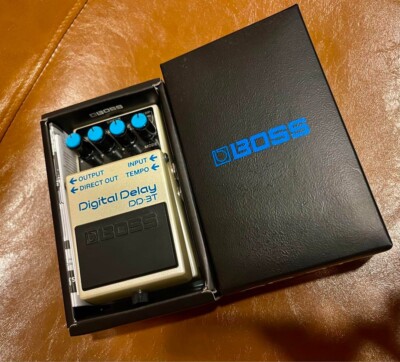 BOSS
OUTPUT INPUT
DIRECT OUT TEMPO
Digital Delay
DD-3T
BOSS
BOSS